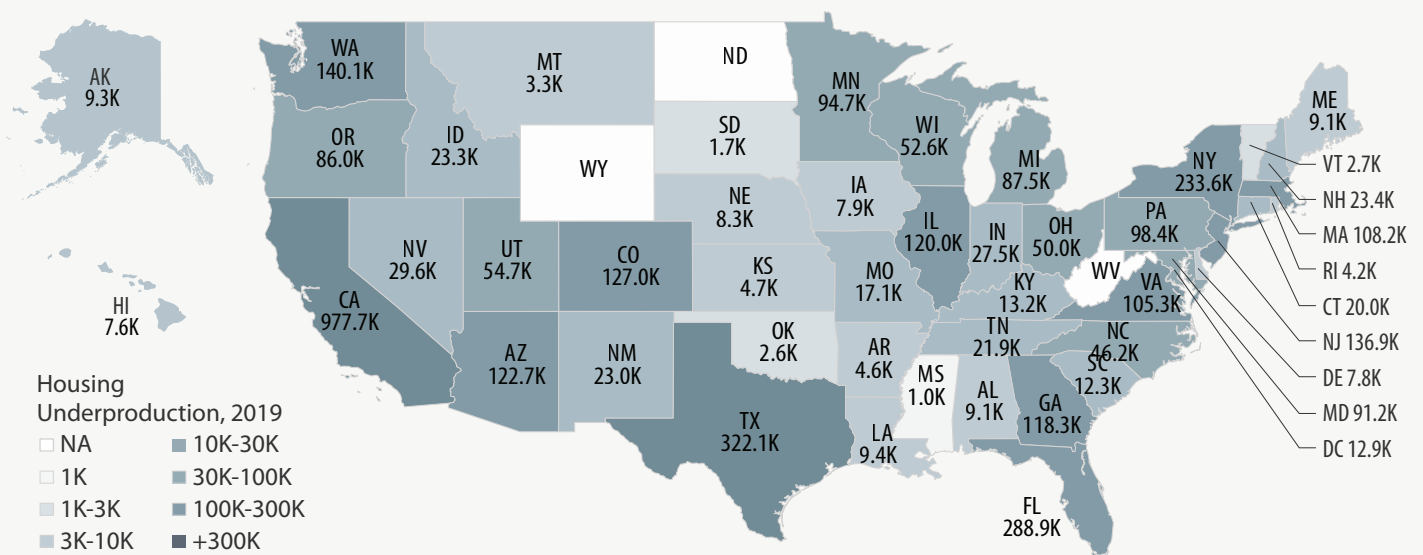 AK
9.3K
HI
7.6K
WA
140.1K
OR
86.0K
CA
977.7K
ID
23.3K
NV
29.6K
MT
3.3K
WY
UT
54.7K
AZ
122.7K
CO
127.0K
NM
23.0K
ND
SD
1.7K
NE
8.3K
KS
4.7K
OK
2.6K
TX
322.1K
MN
94.7K
IA
7.9K
MO
17.1K
AR
4.6K
LA
9.4K
WI
52.6K
IL
120.0K
MI
87.5K
IN
27.5K
OH
50.0K
KY
13.2K
TN
21.9K
MS
1.0K
AL
9.1K
GA
118.3K
FL
288.9K
SC
12.3K
NC
46.2K
VA
105.3K
WV
PA
98.4K
NY
233.6K
ME
9.1K
VT 2.7K
NH 23.4K
MA 108.2K
RI 4.2K
CT 20.0K
NJ 136.9K
DE 7.8K
MD 91.2K
DC 12.9K
Housing
Underproduction, 2019
NA
1K
1K-3K
3K-10K
10K-30K
30K-100K
100K-300K
+300K